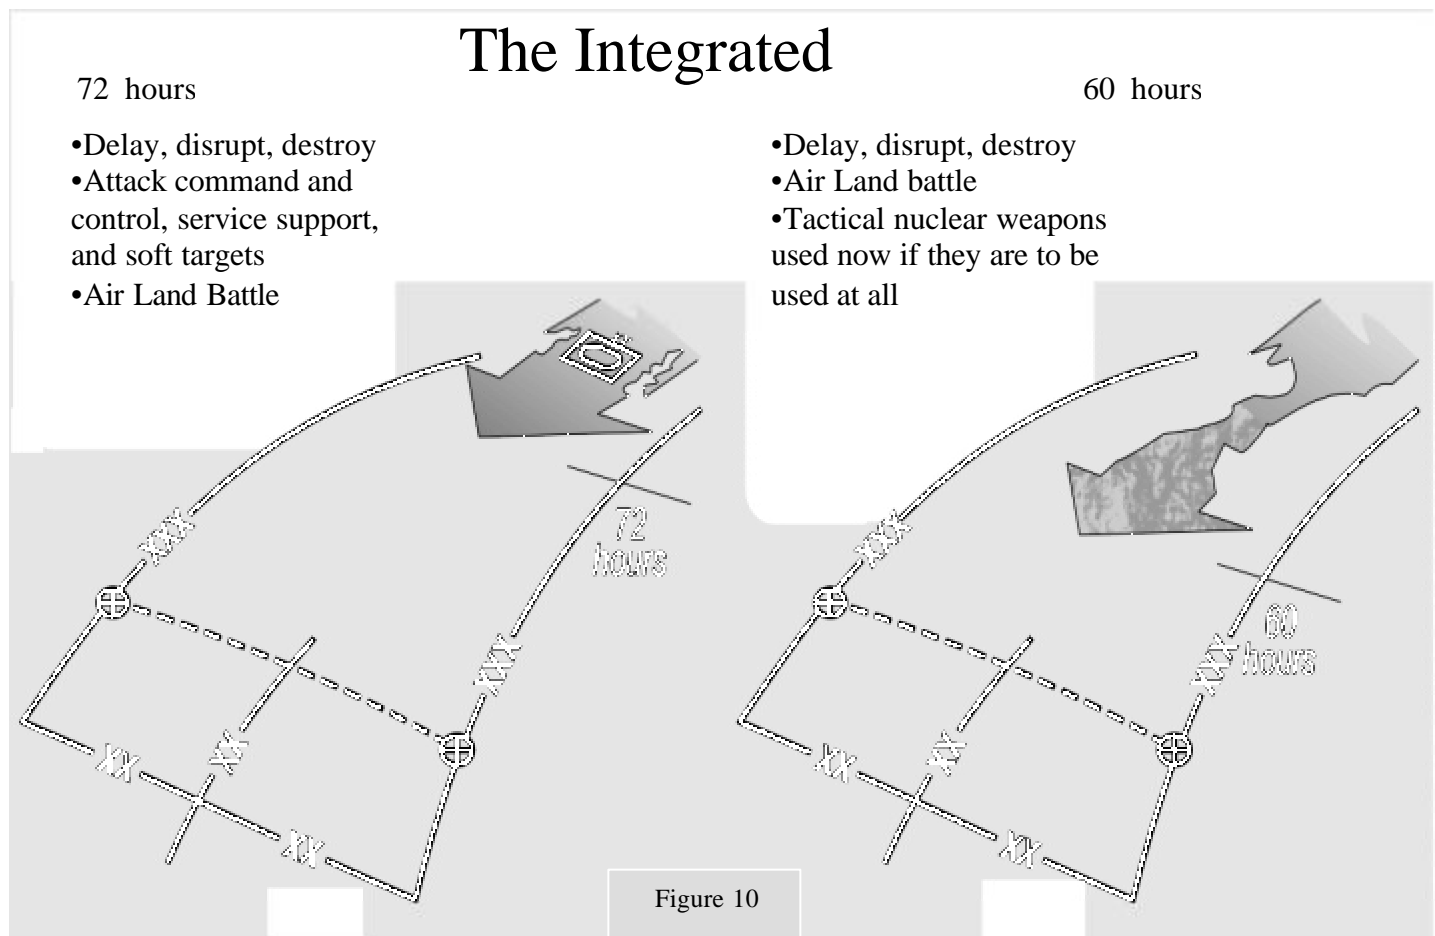 The Integrated
72 hours
•Delay, disrupt, destroy
•Attack command and
control, service support,
and soft targets
•Air Land Battle
60 hours
•Delay, disrupt, destroy
•Air Land battle
•Tactical nuclear weapons
used now if they are to be
used at all
XXX
72
hours
XXX
XX
XX
XX
XXX
60
hours
XXX
XX
XX
XX
Figure 10